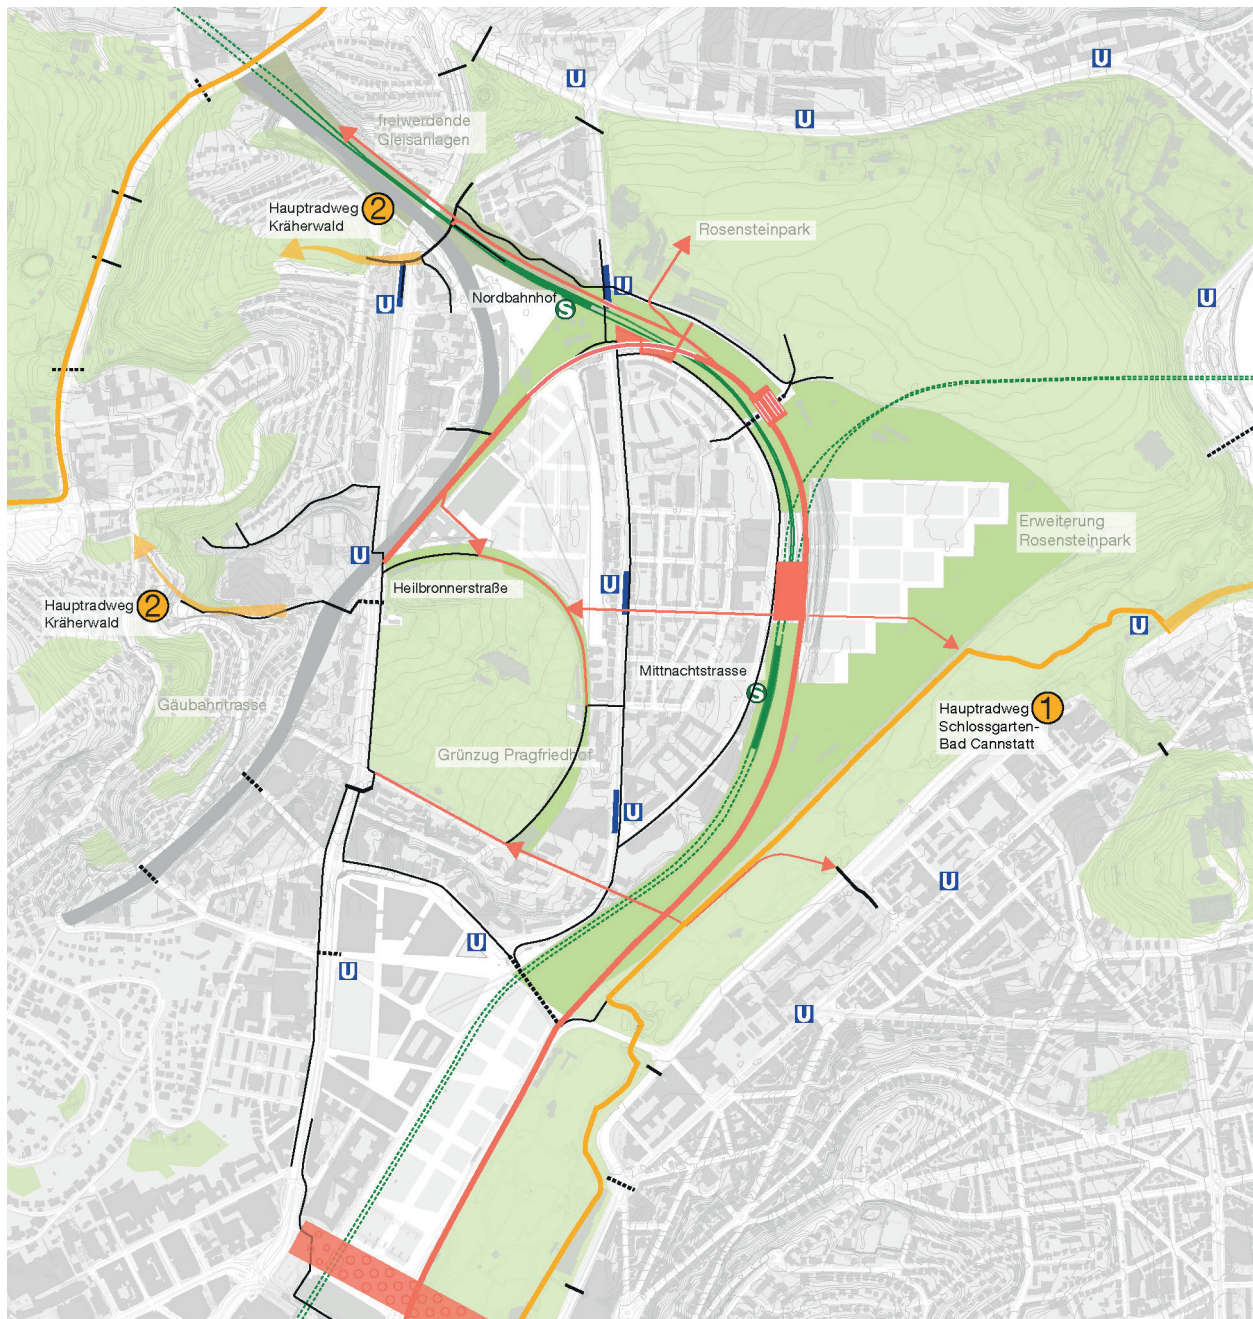 U
U
U
freiwerdende
Gleisanlagen
Hauptradweg
Kräherwald
2
Rosensteinpark
U
U
U
Nordbahnhof
S
Erweiterung
Rosensteinpark
U
Heilbronnerstraße
U
Hauptradweg
Kräherwald
2
U
Mittnachtstrasse
S
Gäubahntrasse
Hauptradweg
Schlossgarten-
Bad Cannstatt
1
Grünzug Pragfriedhof
U
U
U
U
U